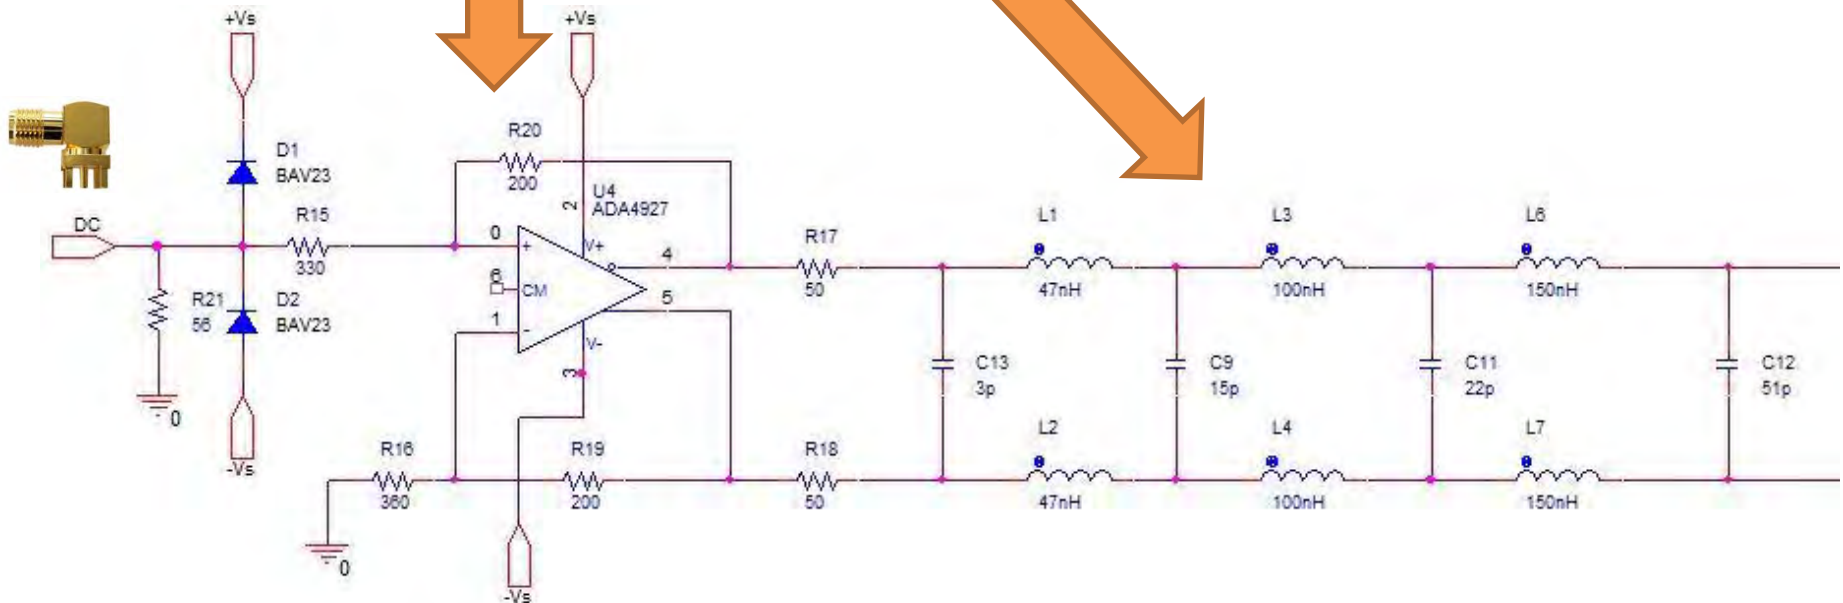 +Vs
+Vs
D1
BAV23
R20
200
2
U4
ADA4927
DC
R15
330
0
+
V+
4
R17
50
L1
47nH
L3
100nH
L6
150nH
6
CM
5
R21
56
D2
BAV23
1
-
V-
3
C13
3p
C9
15p
C11
22p
C12
51p
0
-Vs
R16
360
R19
200
R18
50
L2
47nH
L4
100nH
L7
150nH
0
-Vs